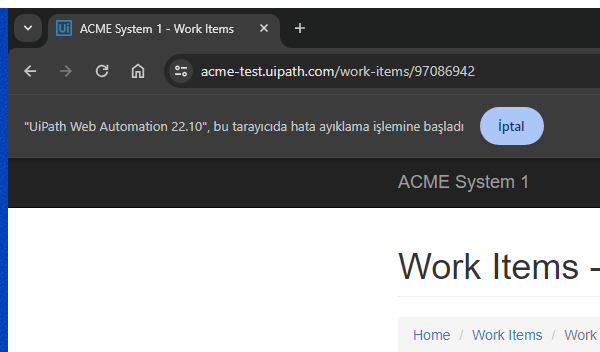 Ui ACME System 1 - Work Items
acme-test.uipath.com/work-items/97086942
"UiPath Web Automation 22.10", bu tarayıcıda hata ayıklama işlemine başladı İptal
ACME System 1
Work Items -
Home / Work Items / Work